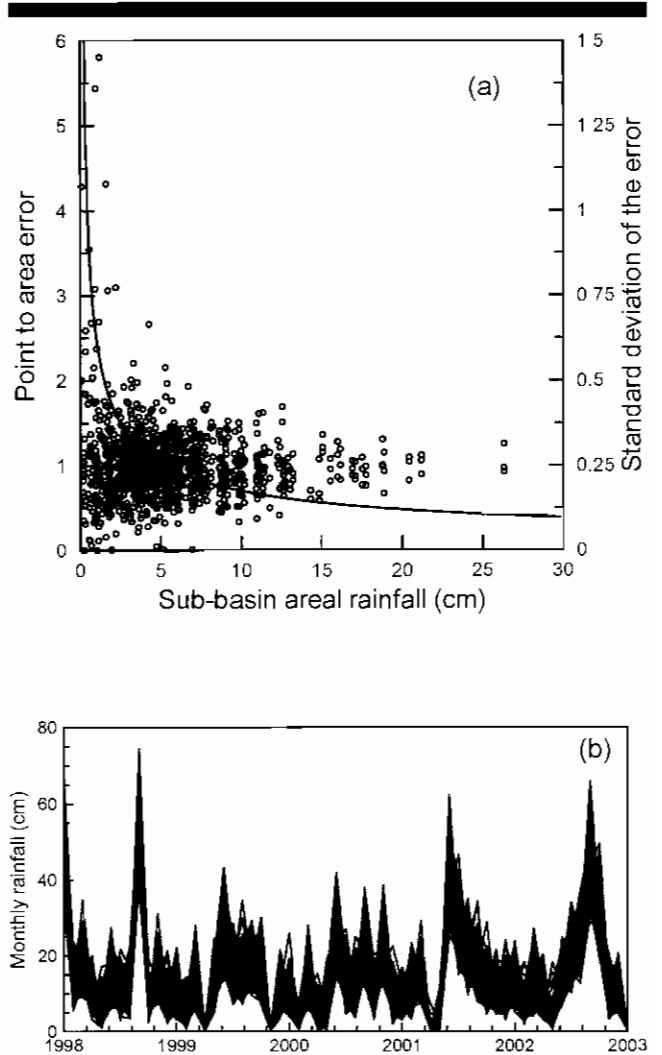 (a)
Point to area error
6
5
4
3
2
1
0
Standard deviation of the error
1 5
1 25
1
0 75
0.5
0.25
0
0 5 10 15 20 25 30
Sub-basin areal rainfall (cm)
(b)
Monthly rainfall (cm)
80
60
40
20
0
1998 1999 2000 2001 2002 2003